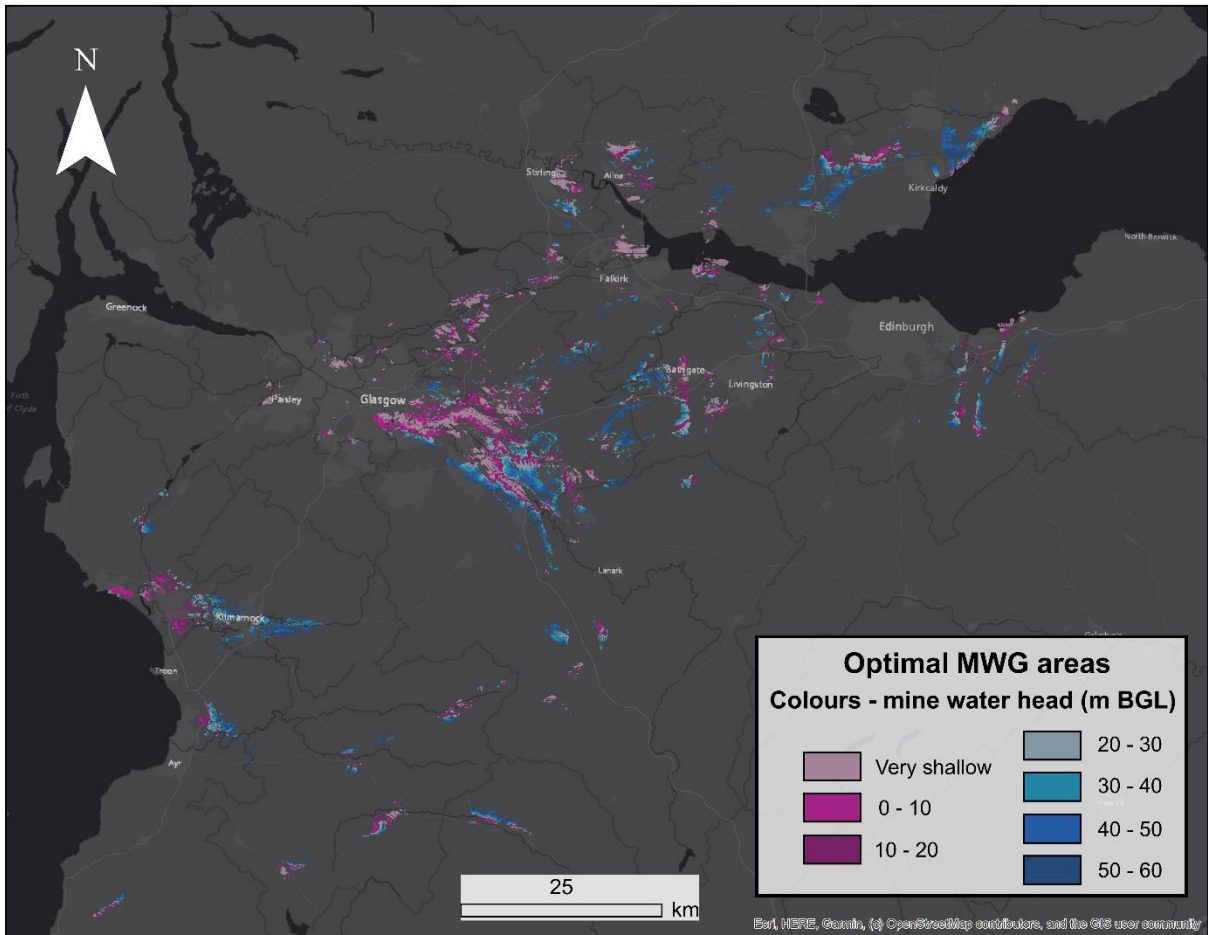 N
Stirling
Alloa
Kirkcaldy
North Berwick
Falkirk
Greenock
Edinburgh
Bathgate
Livingston
Firth
of Clyde
Paisley
Glasgow
Lanark
Kilmarnock
Troon
Ayr
Galashiels
Optimal MWG areas
Colours - mine water head (m BGL)
Very shallow
0 - 10
10 - 20
20 - 30
30 - 40
40 - 50
50 - 60
25
km
Esri, HERE, Garmin, (c) OpenStreetMap contributors, and the GIS user community